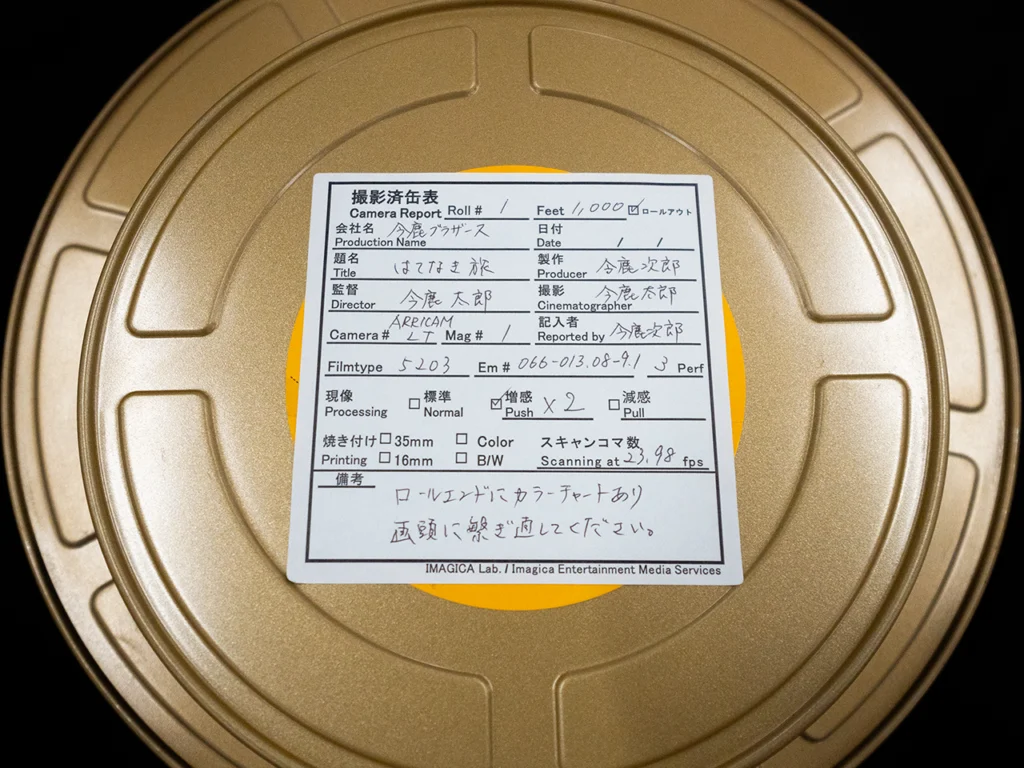 撮影済缶表
Camera Report Roll # 1 Feet 1,000 ☑ロールアウト
会社名 今鹿ブラザース 日付
Production Name Date / /
題名 はてなき旅 製作 今鹿次郎
Title Producer
監督 今鹿太郎 撮影 今鹿太郎
Director Cinematographer
ARRICAM 記入者
Camera # LT Mag # 1 Reported by 今鹿次郎
Filmtype 5203 Em # 066-013.08-9.1 3 Perf
現像 □ 標準 ☑ 増感 □ 減感
Processing Normal Push x2 Pull
焼き付け □ 35mm □ Color スキャンコマ数
Printing □ 16mm □ B/W Scanning at 23.98 fps
備考
ロールエンドにカラーチャートあり
画頭に繋ぎ直してください。
IMAGICA Lab. / Imagica Entertainment Media Services